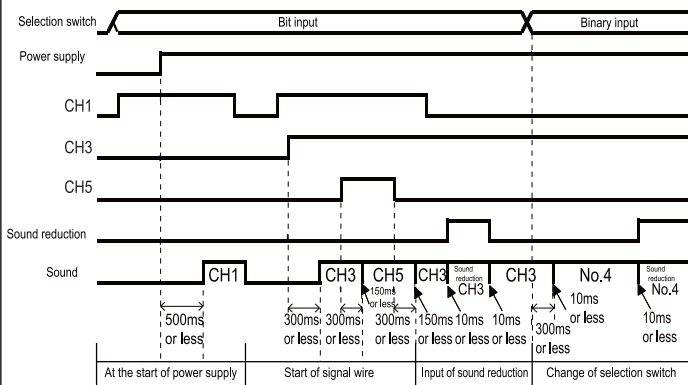 Selection switch
Bit input
Binary input
Power supply
CH1
CH3
CH5
Sound reduction
Sound
CH1
CH3
CH5
CH3
Sound
reduction
CH3
CH3
No.4
Sound
reduction
No.4
500ms
or less
300ms
or less
300ms
or less
150ms
or less
300ms
or less
150ms
or less
10ms
or less
10ms
or less
300ms
or less
10ms
or less
10ms
or less
At the start of power supply
Start of signal wire
Input of sound reduction
Change of selection switch